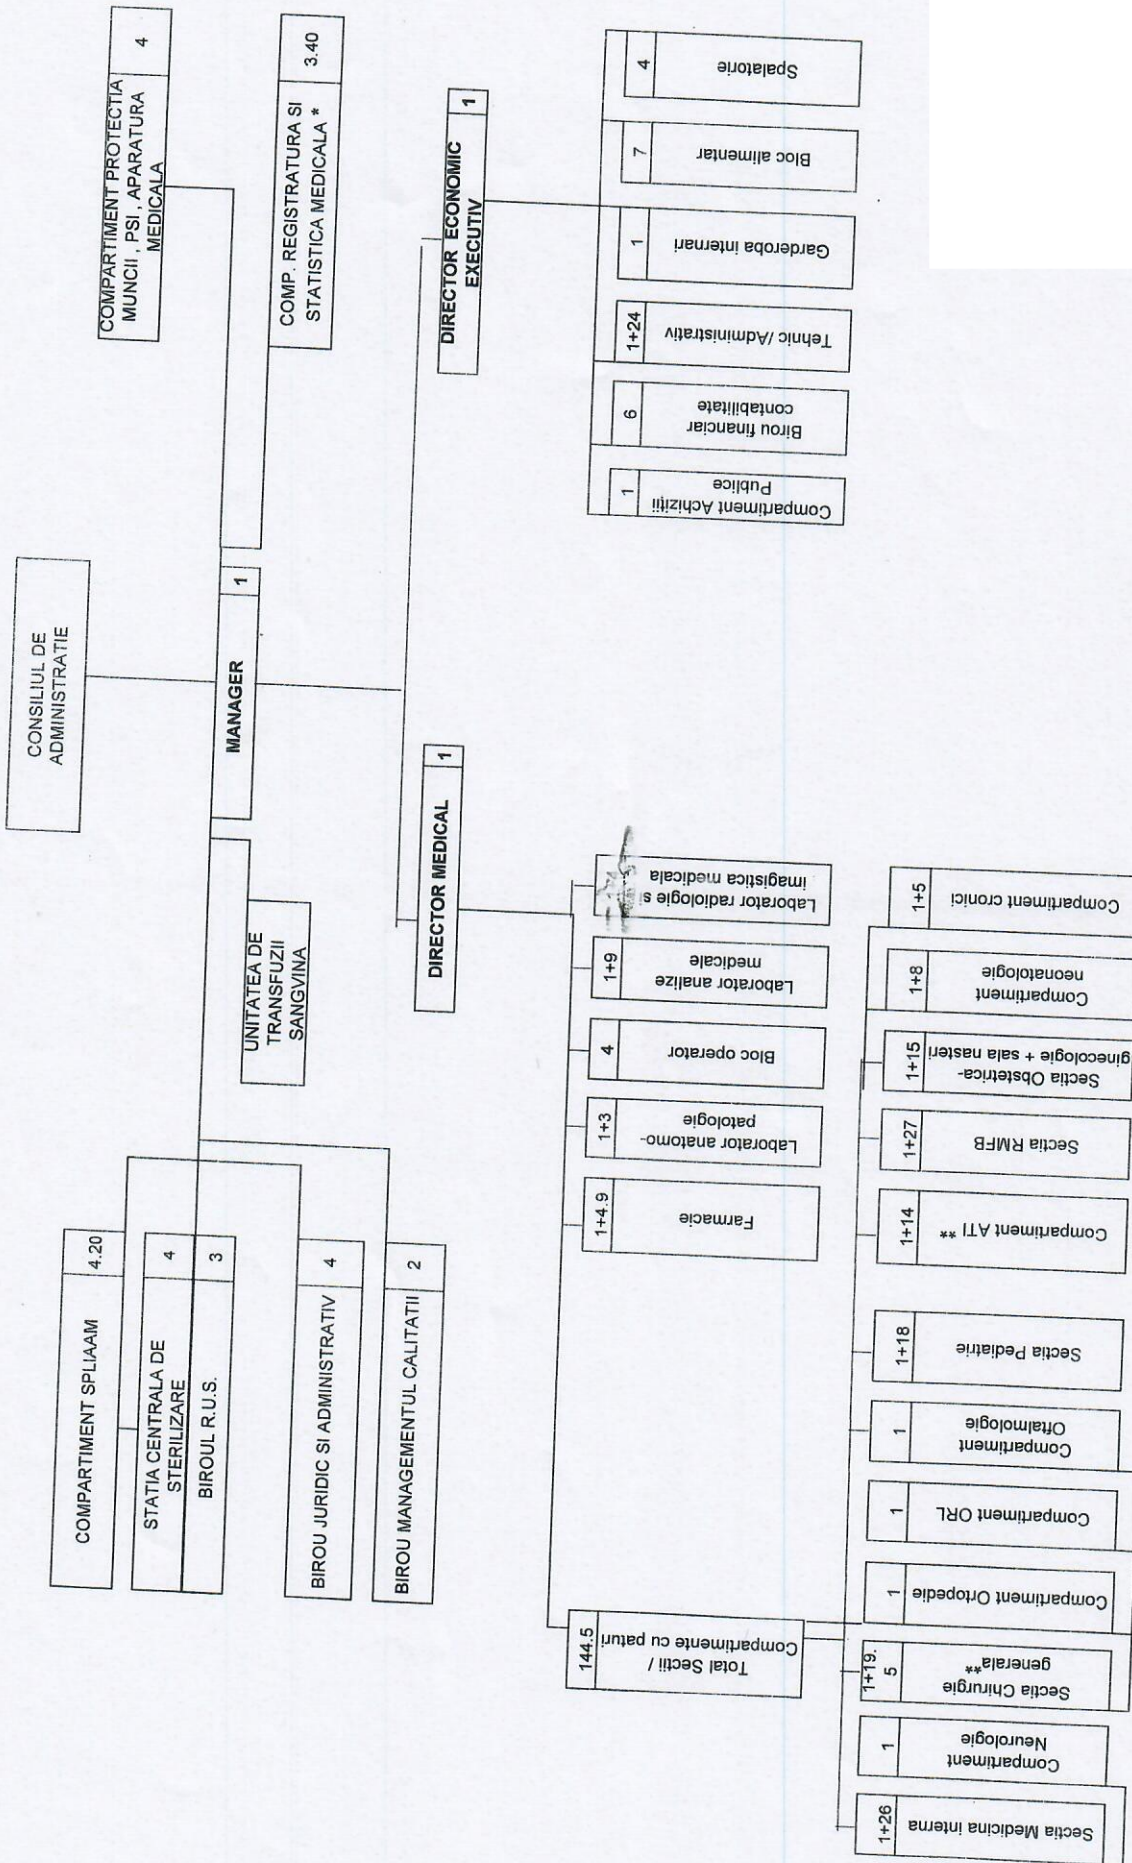 CONSILIUL DE
ADMINISTRATIE
MANAGER
1
COMPARTIMENT PROTECTIA
MUNCII , PSI , APARATURA
MEDICALA
4
COMP. REGISTRATURA SI
STATISTICA MEDICALA *
3.40
UNITATEA DE
TRANSFUZII
SANGVINA
COMPARTIMENT SPLIAAM
4.20
STATIA CENTRALA DE
STERILIZARE
4
BIROUL R.U.S.
3
BIROU JURIDIC SI ADMINISTRATIV
4
BIROU MANAGEMENTUL CALITATII
2
DIRECTOR MEDICAL
1
DIRECTOR ECONOMIC
EXECUTIV
1
144.5
Total Sectii /
Compartimente cu paturi
1+4.9
Farmacie
1+3
Laborator anatomo-
patologie
4
Bloc operator
1+9
Laborator analize
medicale
Laborator radiologie si
imagistica medicala
1
Compartiment Achiziții
Publice
6
Birou financiar
contabilitate
1+24
Tehnic /Administrativ
1
Garderoba internari
7
Bloc alimentar
4
Spalatorie
1+26
Sectia Medicina interna
1
Compartiment
Neurologie
1+19.
5
Sectia Chirurgie
generala**
1
Compartiment Ortopedie
1
Compartiment ORL
1
Compartiment
Oftalmologie
1+18
Sectia Pediatrie
1+14
Compartiment ATI **
1+27
Sectia RMFB
1+15
Sectia Obstetrica-
ginecologie + sala nasteri
1+8
Compartiment
neonatologie
1+5
Compartiment cronici